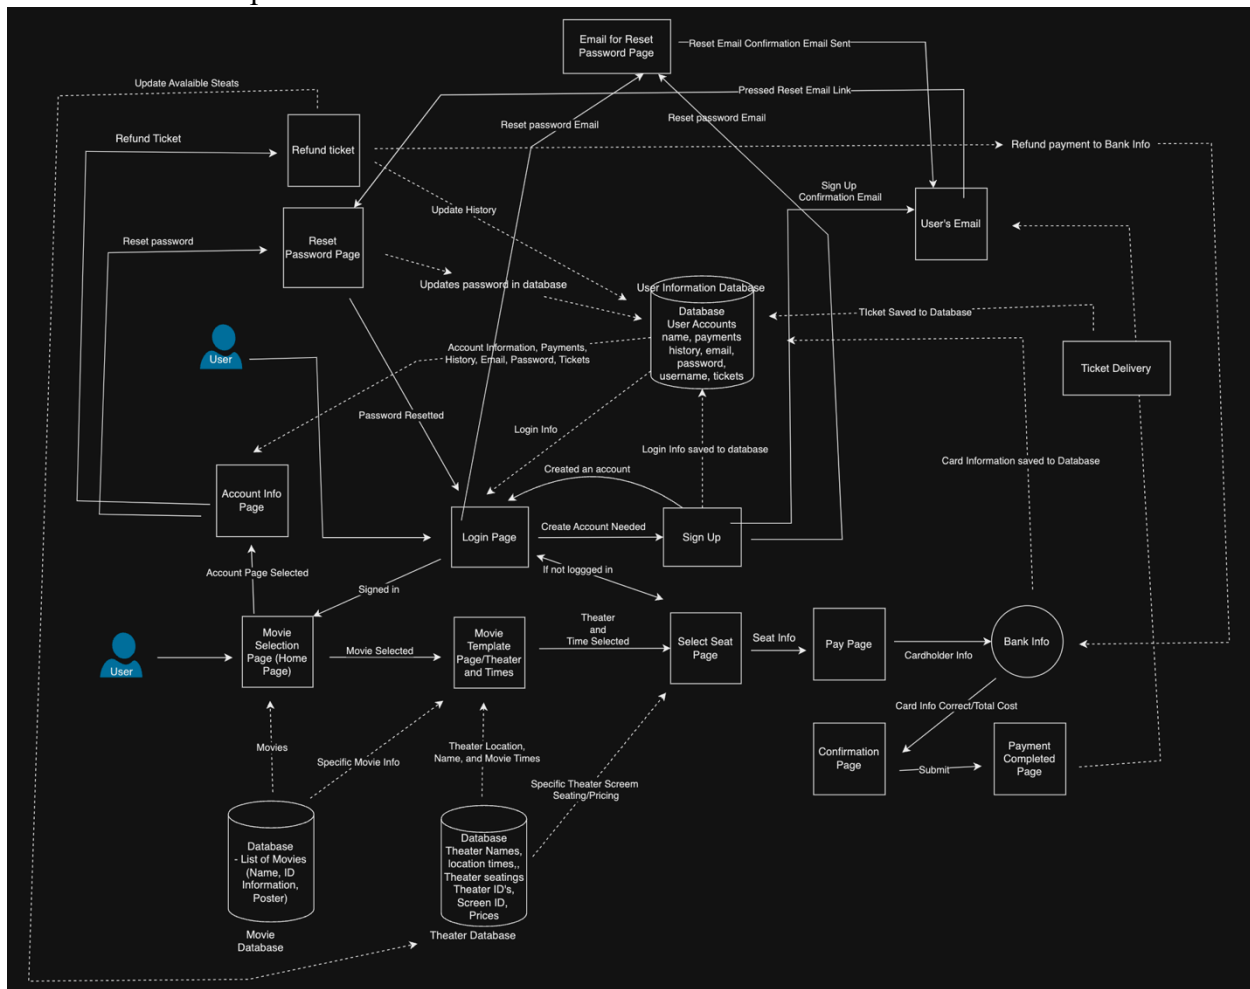 Email for Reset
Password Page
Reset Email Confirmation Email Sent
Update Avalaible Steats
Pressed Reset Email Link
Reset password Email
Reset password Email
Refund Ticket
Refund ticket
Refund payment to Bank Info
Sign Up
Confirmation Email
Update History
User's Email
Reset password
Reset
Password Page
Updates password in database
User Information Database
Database
User Accounts
name, payments
history, email,
password,
username, tickets
TIcket Saved to Database
Account Information, Payments,
History, Email, Password, Tickets
User
Ticket Delivery
Password Resetted
Login Info
Login Info saved to database
Card Information saved to Database
Created an account
Account Info
Page
Login Page
Create Account Needed
Sign Up
Account Page Selected
Signed in
If not loggged in
Movie
Selection
Page (Home
Page)
Movie Selected
Movie
Template
Page/Theater
and Times
Theater
and
Time Selected
Select Seat
Page
Seat Info
Pay Page
Cardholder Info
Bank Info
User
Card Info Correct/Total Cost
Movies
Specific Movie Info
Theater Location,
Name, and Movie Times
Specific Theater Screem
Seating/Pricing
Confirmation
Page
Submit
Payment
Completed
Page
Database
- List of Movies
(Name, ID
Information,
Poster)
Movie
Database
Database
Theater Names,
location times,,
Theater seatings
Theater ID's,
Screen ID,
Prices
Theater Database